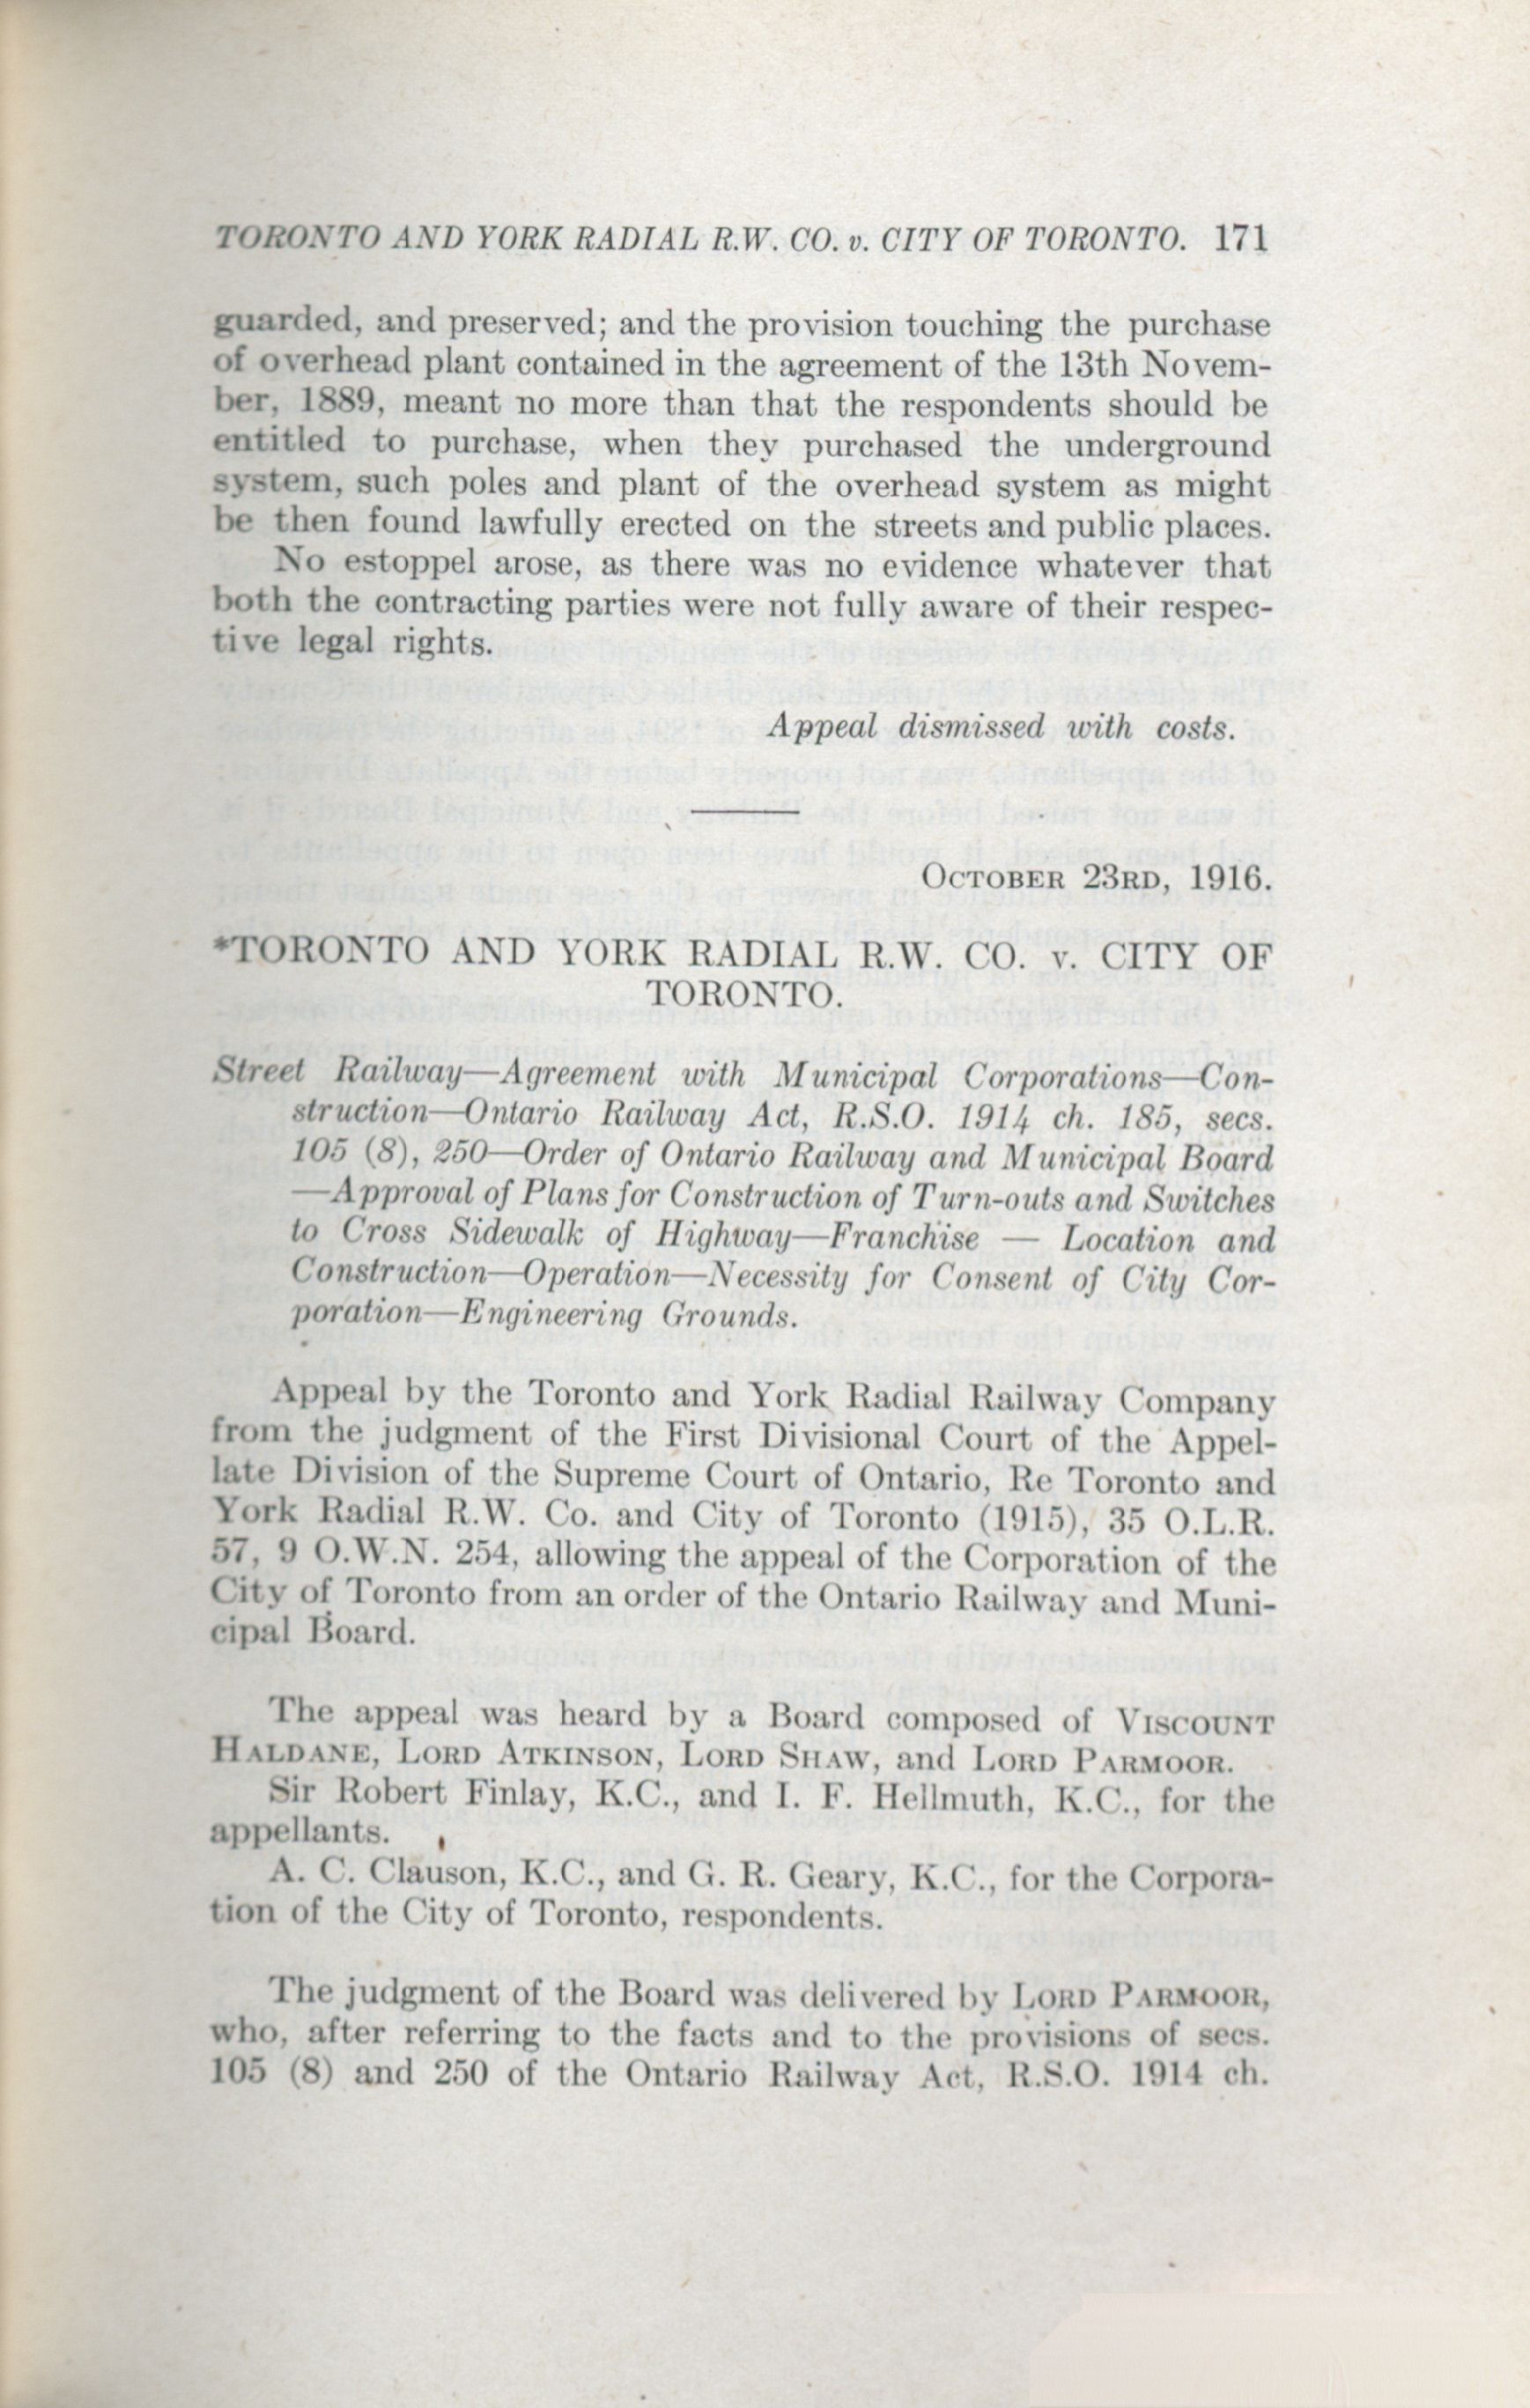 TORONTO AND YORK RADIAL R.W. CO. v. CITY OF TORONTO. 171
guarded, and preserved; and the provision touching the purchase
of overhead plant contained in the agreement of the 13th Novem-
ber, 1889, meant no more than that the respondents should be
entitled to purchase, when they purchased the underground
system, such poles and plant of the overhead system as might
be then found lawfully erected on the streets and public places.
No estoppel arose, as there was no evidence whatever that
both the contracting parties were not fully aware of their respec-
tive legal rights.
Appeal dismissed with costs.
October 23rd, 1916.
*TORONTO AND YORK RADIAL R.W. CO. v. CITY OF
TORONTO.
Street Railway—Agreement with Municipal Corporations—Con-
struction—Ontario Railway Act, R.S.O. 1914 ch. 185, secs.
105 (8), 250—Order of Ontario Railway and Municipal Board
—Approval of Plans for Construction of Turn-outs and Switches
to Cross Sidewalk of Highway—Franchise — Location and
Construction—Operation—Necessity for Consent of City Cor-
poration—Engineering Grounds.
Appeal by the Toronto and York Radial Railway Company
from the judgment of the First Divisional Court of the Appel-
late Division of the Supreme Court of Ontario, Re Toronto and
York Radial R.W. Co. and City of Toronto (1915), 35 O.L.R.
57, 9 O.W.N. 254, allowing the appeal of the Corporation of the
City of Toronto from an order of the Ontario Railway and Muni-
cipal Board.
The appeal was heard by a Board composed of Viscount
Haldane, Lord Atkinson, Lord Shaw, and Lord Parmoor.
Sir Robert Finlay, K.C., and I. F. Hellmuth, K.C., for the
appellants.
A. C. Clauson, K.C., and G. R. Geary, K.C., for the Corpora-
tion of the City of Toronto, respondents.
The judgment of the Board was delivered by Lord Parmoor,
who, after referring to the facts and to the provisions of secs.
105 (8) and 250 of the Ontario Railway Act, R.S.O. 1914 ch.